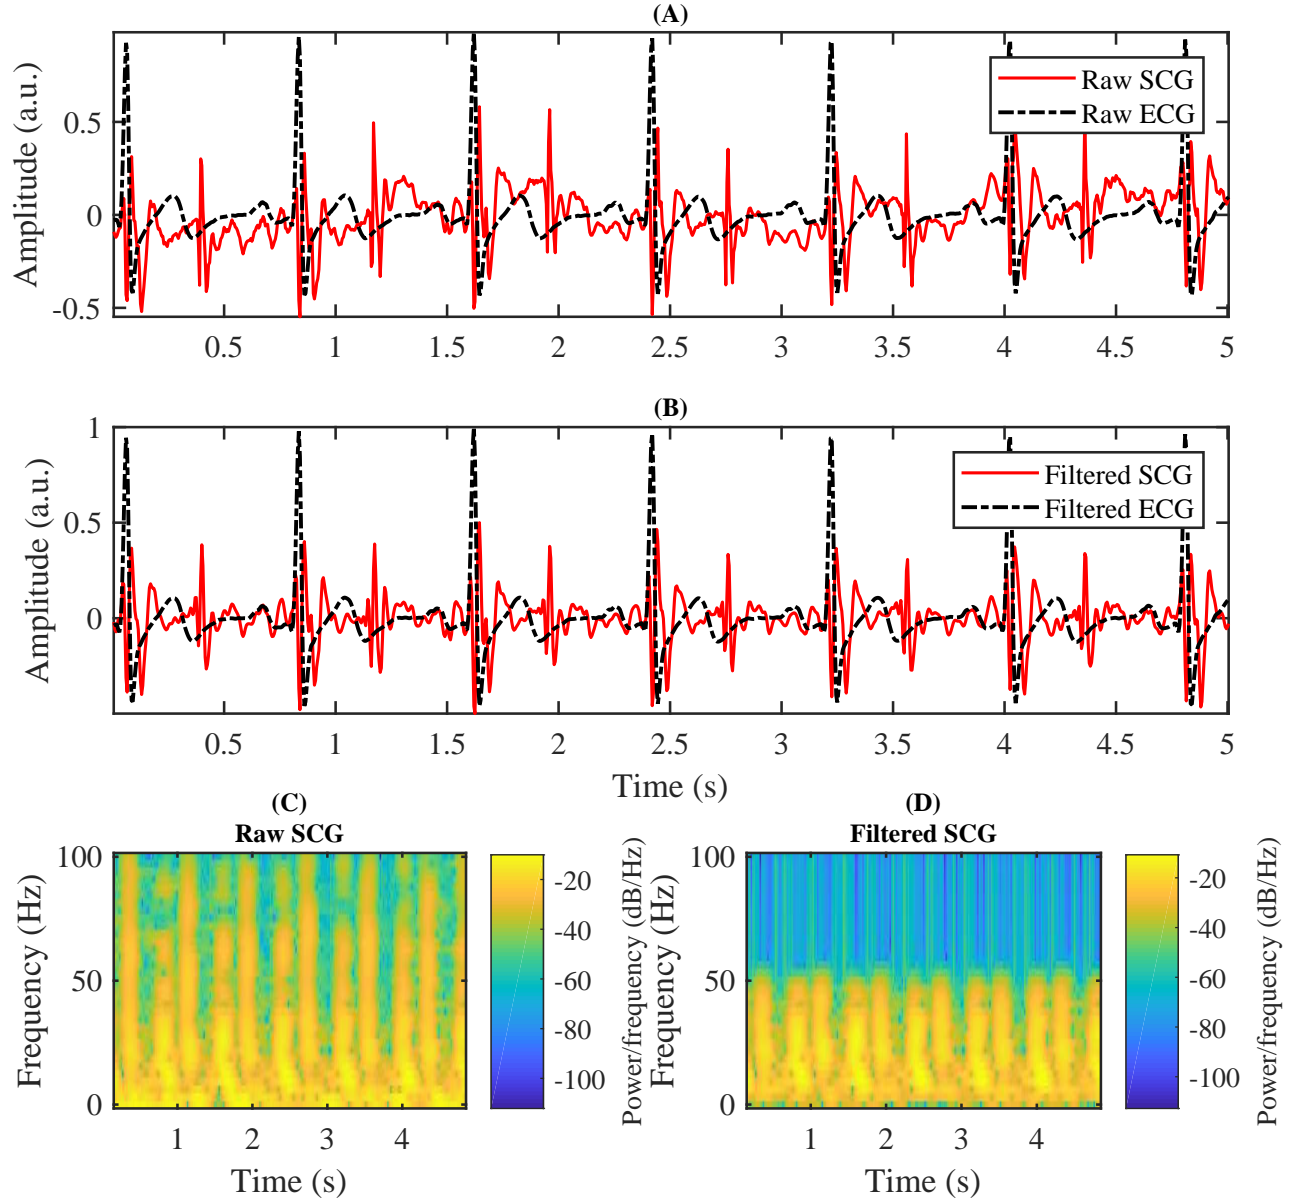 (A)
Amplitude (a.u.)
0.5
0
-0.5
Raw SCG
Raw ECG
0.5 1 1.5 2 2.5 3 3.5 4 4.5 5
(B)
Amplitude (a.u.)
1
0.5
0
Filtered SCG
Filtered ECG
0.5 1 1.5 2 2.5 3 3.5 4 4.5 5
Time (s)
(C)
Raw SCG
Frequency (Hz)
100
50
0
1 2 3 4
Time (s)
-20
-40
-60
-80
-100
Power/frequency (dB/Hz)
(D)
Filtered SCG
Frequency (Hz)
100
50
0
1 2 3 4
Time (s)
-20
-40
-60
-80
-100
Power/frequency (dB/Hz)